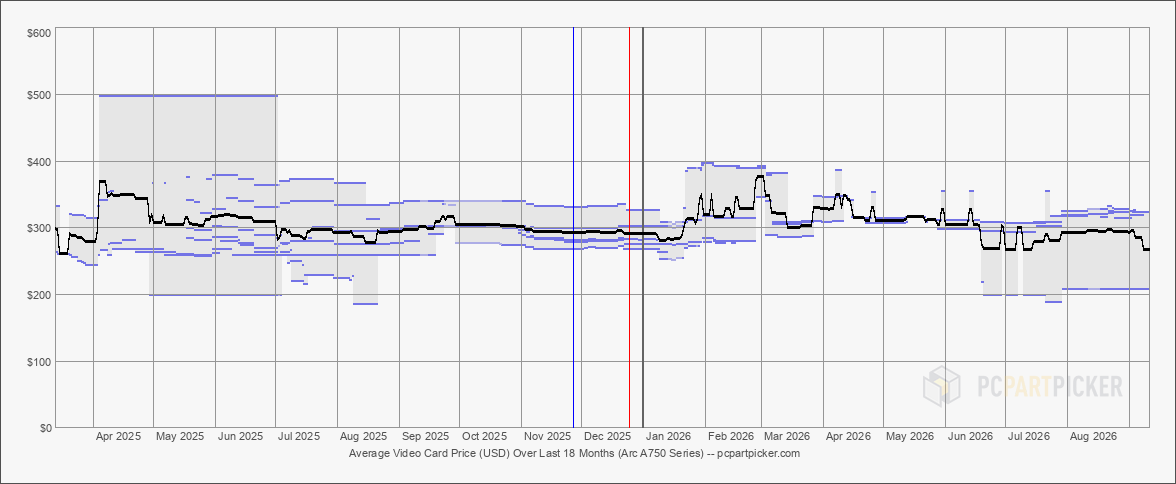 $600
$500
$400
$300
$200
$100
$0
Apr 2025 May 2025 Jun 2025 Jul 2025 Aug 2025 Sep 2025 Oct 2025 Nov 2025 Dec 2025 Jan 2026 Feb 2026 Mar 2026 Apr 2026 May 2026 Jun 2026 Jul 2026 Aug 2026
Average Video Card Price (USD) Over Last 18 Months (Arc A750 Series) -- pcpartpicker.com
PCPARTPICKER